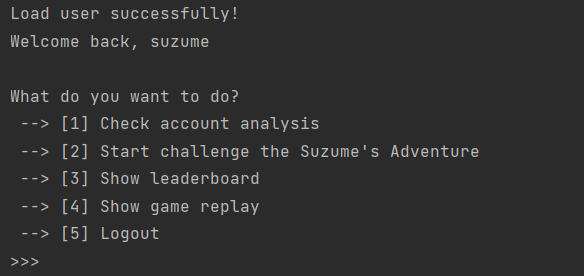 Load user successfully!
Welcome back, suzume
What do you want to do?
--> [1] Check account analysis
--> [2] Start challenge the Suzume's Adventure
--> [3] Show leaderboard
--> [4] Show game replay
--> [5] Logout
>>>